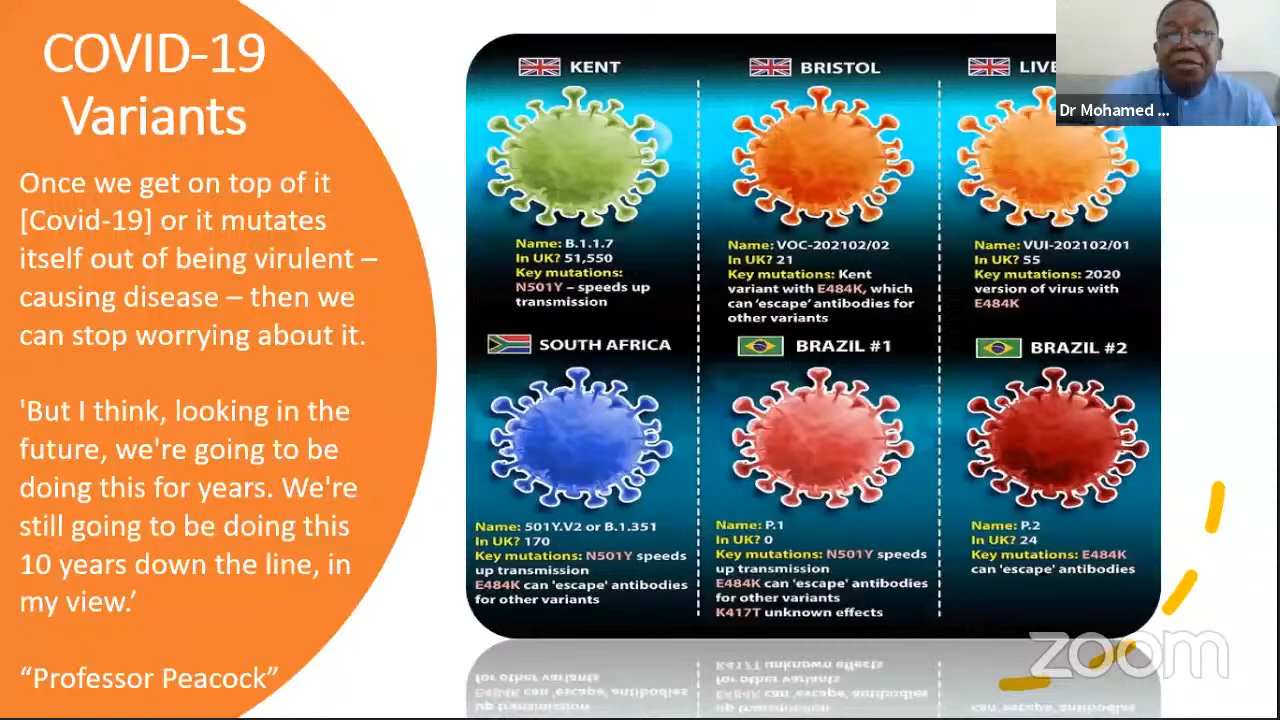 COVID-19
Variants
Once we get on top of it
[Covid-19] or it mutates
itself out of being virulent –
causing disease – then we
can stop worrying about it.
'But I think, looking in the
future, we're going to be
doing this for years. We're
still going to be doing this
10 years down the line, in
my view.’
“Professor Peacock”
KENT
Name: B.1.1.7
In UK? 51,550
Key mutations:
N501Y – speeds up
transmission
BRISTOL
Name: VOC-202102/02
In UK? 21
Key mutations: Kent
variant with E484K, which
can ‘escape’ antibodies for
other variants
LIVE
Name: VUI-202102/01
In UK? 55
Key mutations: 2020
version of virus with
E484K
SOUTH AFRICA
Name: 501Y.V2 or B.1.351
In UK? 170
Key mutations: N501Y speeds
up transmission
E484K can 'escape' antibodies
for other variants
BRAZIL #1
Name: P.1
In UK? 0
Key mutations: N501Y speeds
up transmission
E484K can 'escape' antibodies
for other variants
K417T unknown effects
BRAZIL #2
Name: P.2
In UK? 24
Key mutations: E484K
can 'escape' antibodies
Dr Mohamed ...
zoom